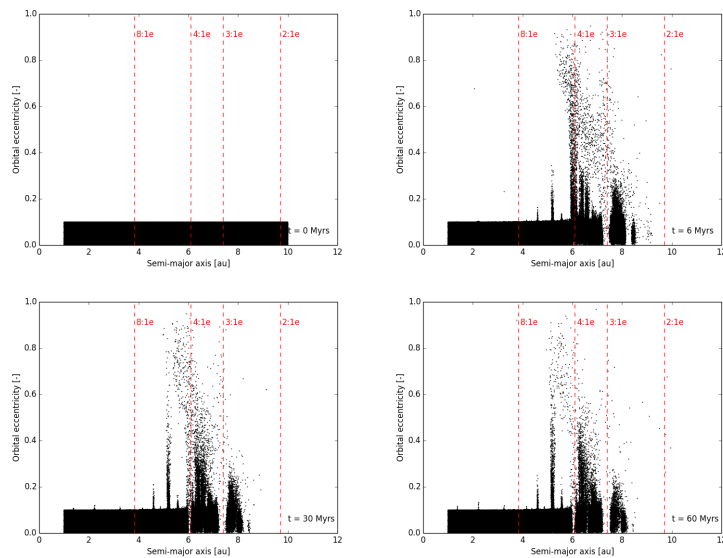 1.0
0.8
0.6
0.4
0.2
0.0
Orbital eccentricity [-]
8:1e
4:1e
3:1e
2:1e
t = 0 Myrs
0 2 4 6 8 10 12
Semi-major axis [au]
1.0
0.8
0.6
0.4
0.2
0.0
Orbital eccentricity [-]
8:1e
4:1e
3:1e
2:1e
t = 6 Myrs
0 2 4 6 8 10 12
Semi-major axis [au]
1.0
0.8
0.6
0.4
0.2
0.0
Orbital eccentricity [-]
8:1e
4:1e
3:1e
2:1e
t = 30 Myrs
0 2 4 6 8 10 12
Semi-major axis [au]
1.0
0.8
0.6
0.4
0.2
0.0
Orbital eccentricity [-]
8:1e
4:1e
3:1e
2:1e
t = 60 Myrs
0 2 4 6 8 10 12
Semi-major axis [au]